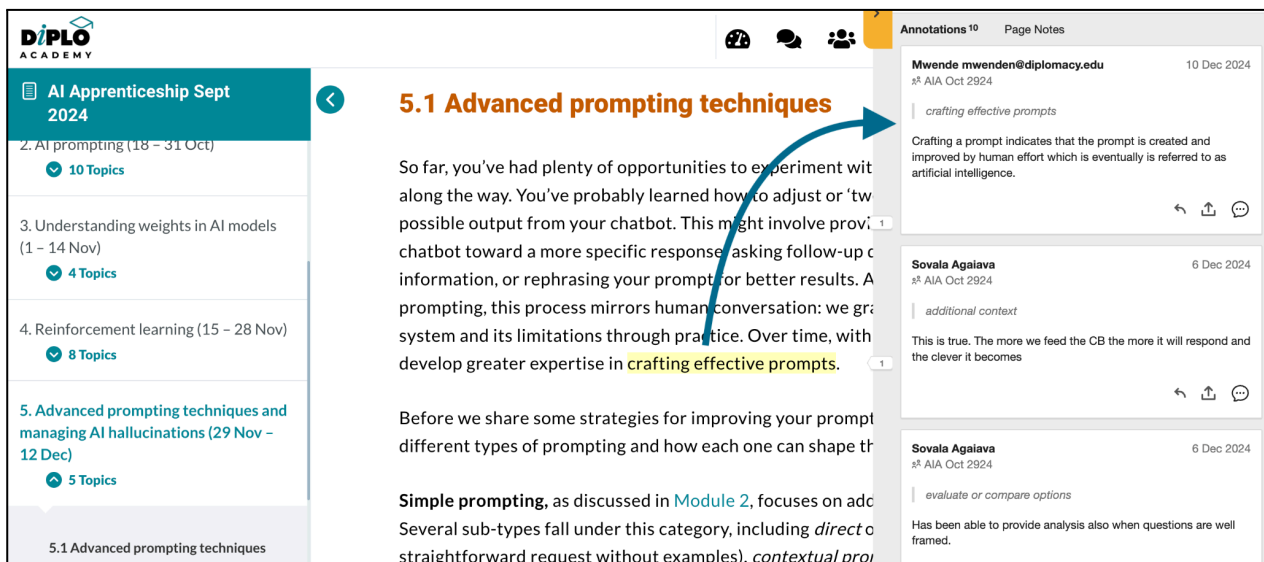 DiPLO
ACADEMY
AI Apprenticeship Sept
2024
2. AI prompting (18 – 31 Oct)
10 Topics
3. Understanding weights in AI models
(1 – 14 Nov)
4 Topics
4. Reinforcement learning (15 – 28 Nov)
8 Topics
5. Advanced prompting techniques and
managing AI hallucinations (29 Nov –
12 Dec)
5 Topics
5.1 Advanced prompting techniques
5.1 Advanced prompting techniques
So far, you've had plenty of opportunities to experiment wit
along the way. You've probably learned how to adjust or 'tw
possible output from your chatbot. This might involve provi
1
chatbot toward a more specific response, asking follow-up
information, or rephrasing your prompt for better results. A
prompting, this process mirrors human conversation: we gra
system and its limitations through practice. Over time, with
develop greater expertise in crafting effective prompts.
1
Before we share some strategies for improving your prompt
different types of prompting and how each one can shape th
Simple prompting, as discussed in Module 2, focuses on add
Several sub-types fall under this category, including direct o
straightforward request without examples), contextual pro
Annotations 10 Page Notes
Mwende mwenden@diplomacy.edu 10 Dec 2024
AIA Oct 2924
crafting effective prompts
Crafting a prompt indicates that the prompt is created and
improved by human effort which is eventually is referred to as
artificial intelligence.
Sovala Agaiava 6 Dec 2024
AIA Oct 2924
additional context
This is true. The more we feed the CB the more it will respond and
the clever it becomes
Sovala Agaiava 6 Dec 2024
AIA Oct 2924
evaluate or compare options
Has been able to provide analysis also when questions are well
framed.